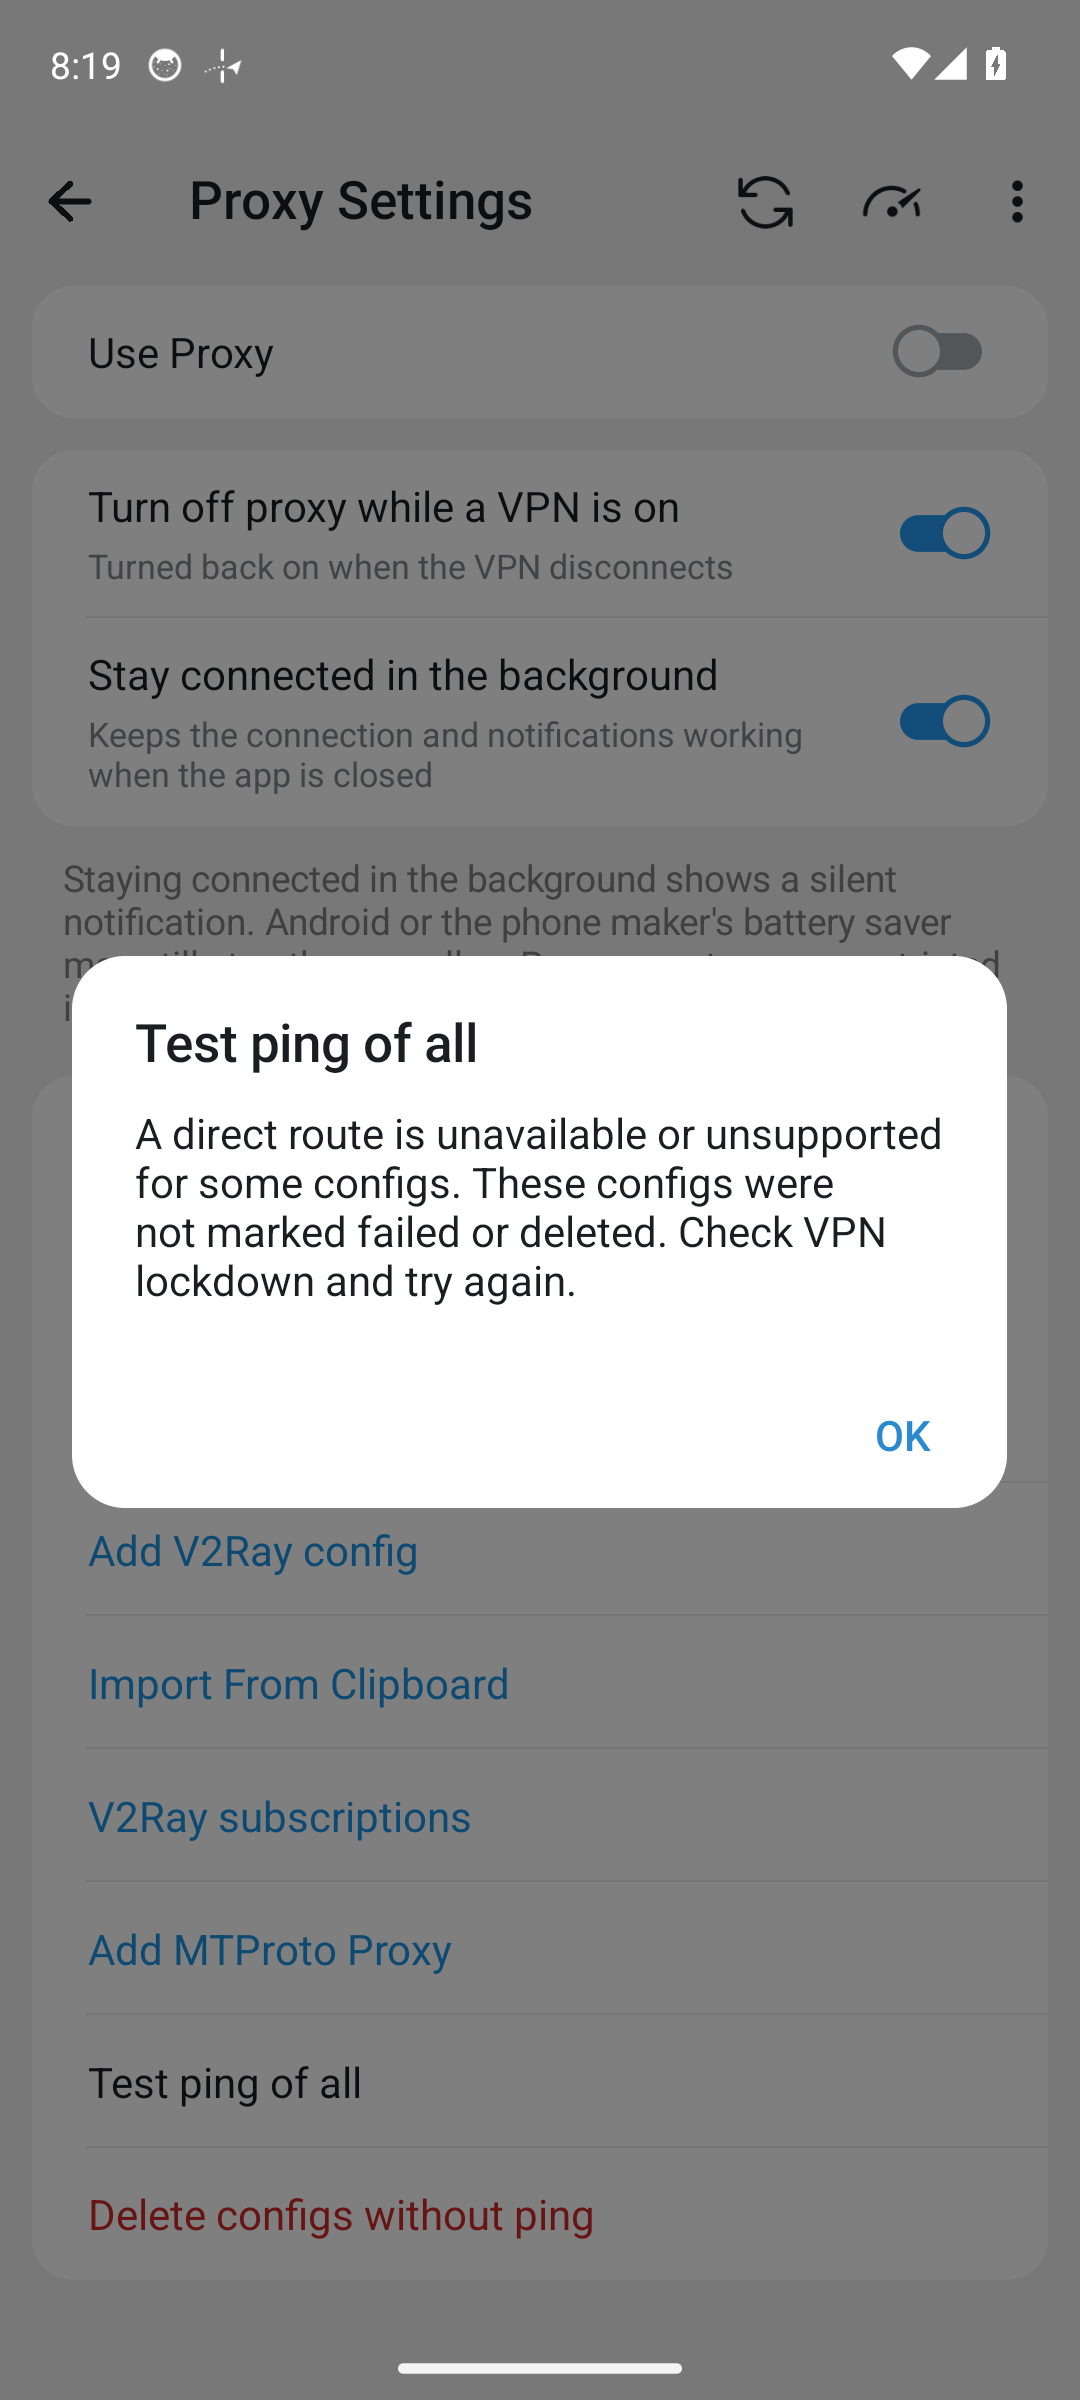 8:19
Proxy Settings
Use Proxy
Turn off proxy while a VPN is on
Turned back on when the VPN disconnects
Stay connected in the background
Keeps the connection and notifications working
when the app is closed
Staying connected in the background shows a silent
notification. Android or the phone maker's battery saver
Test ping of all
A direct route is unavailable or unsupported
for some configs. These configs were
not marked failed or deleted. Check VPN
lockdown and try again.
OK
Add V2Ray config
Import From Clipboard
V2Ray subscriptions
Add MTProto Proxy
Test ping of all
Delete configs without ping